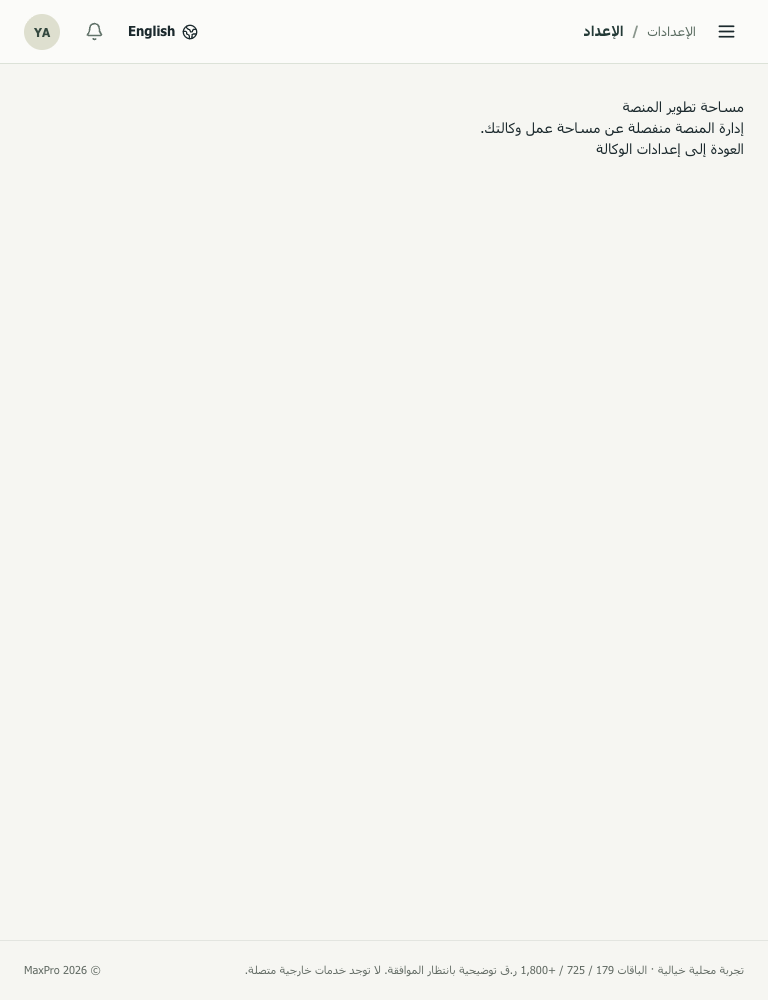 الإعدادات / الإعداد
English
YA
مساحة تطوير المنصة
إدارة المنصة منفصلة عن مساحة عمل وكالتك.
العودة إلى إعدادات الوكالة
تجربة محلية خيالية · الباقات 179 / 725 / +1,800 ر.ق توضيحية بانتظار الموافقة. لا توجد خدمات خارجية متصلة.
MaxPro 2026 ©